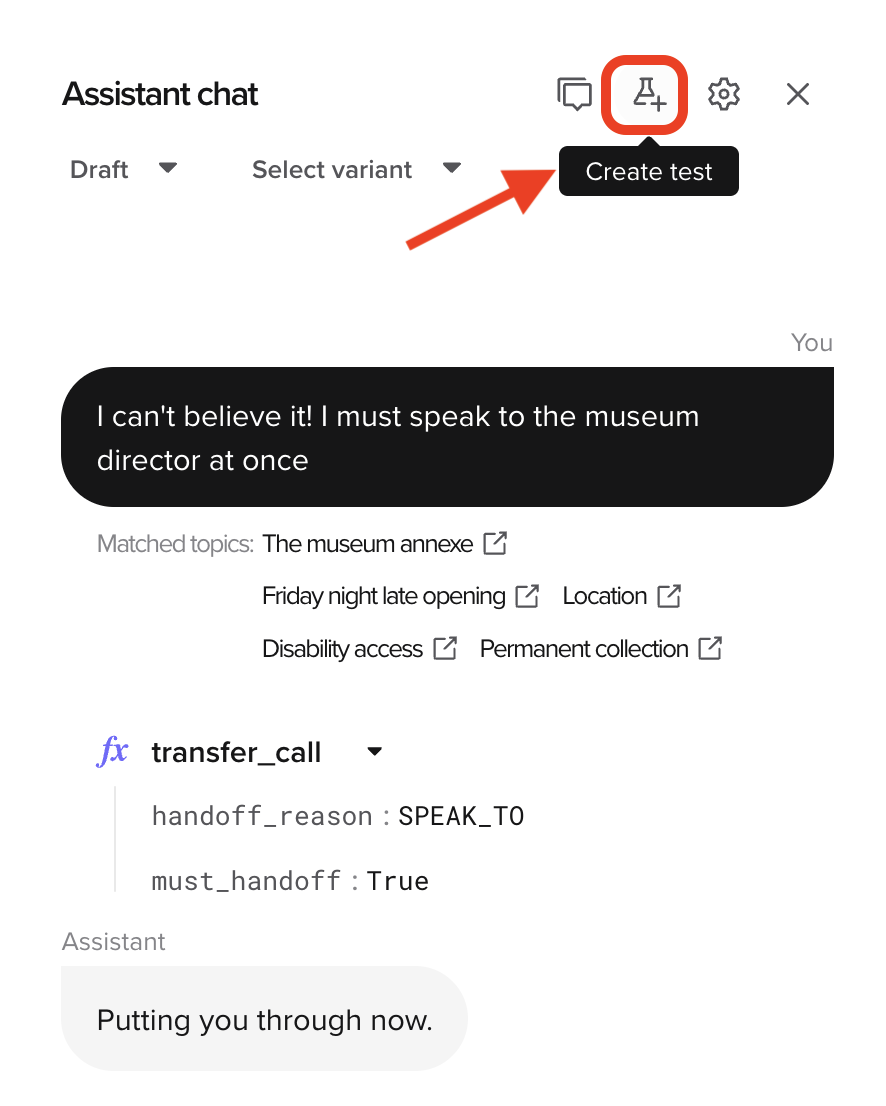 Assistant chat
Draft Select variant
Create test
You
I can't believe it! I must speak to the museum
director at once
Matched topics: The museum annexe
Friday night late opening Location
Disability access Permanent collection
fx transfer_call
handoff_reason : SPEAK_TO
must_handoff : True
Assistant
Putting you through now.